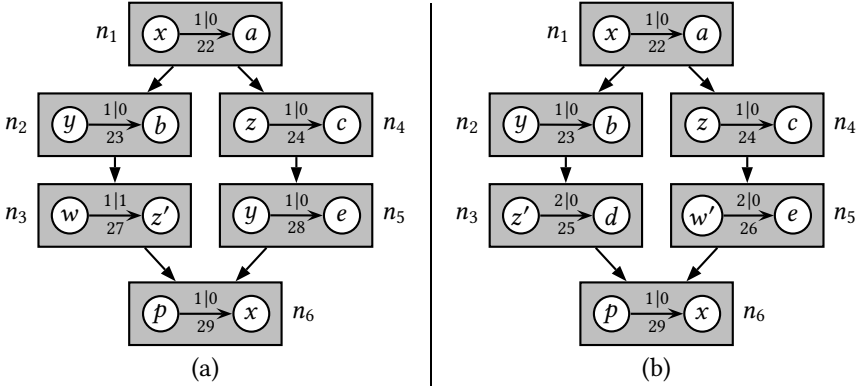 n₁ x 1|0 22 a
n₂ y 1|0 23 b
z 1|0 24 c n₄
n₃ w 1|1 27 z′
y 1|0 28 e n₅
p 1|0 29 x n₆
(a)
n₁ x 1|0 22 a
n₂ y 1|0 23 b
z 1|0 24 c n₄
n₃ z′ 2|0 25 d
w′ 2|0 26 e n₅
p 1|0 29 x n₆
(b)